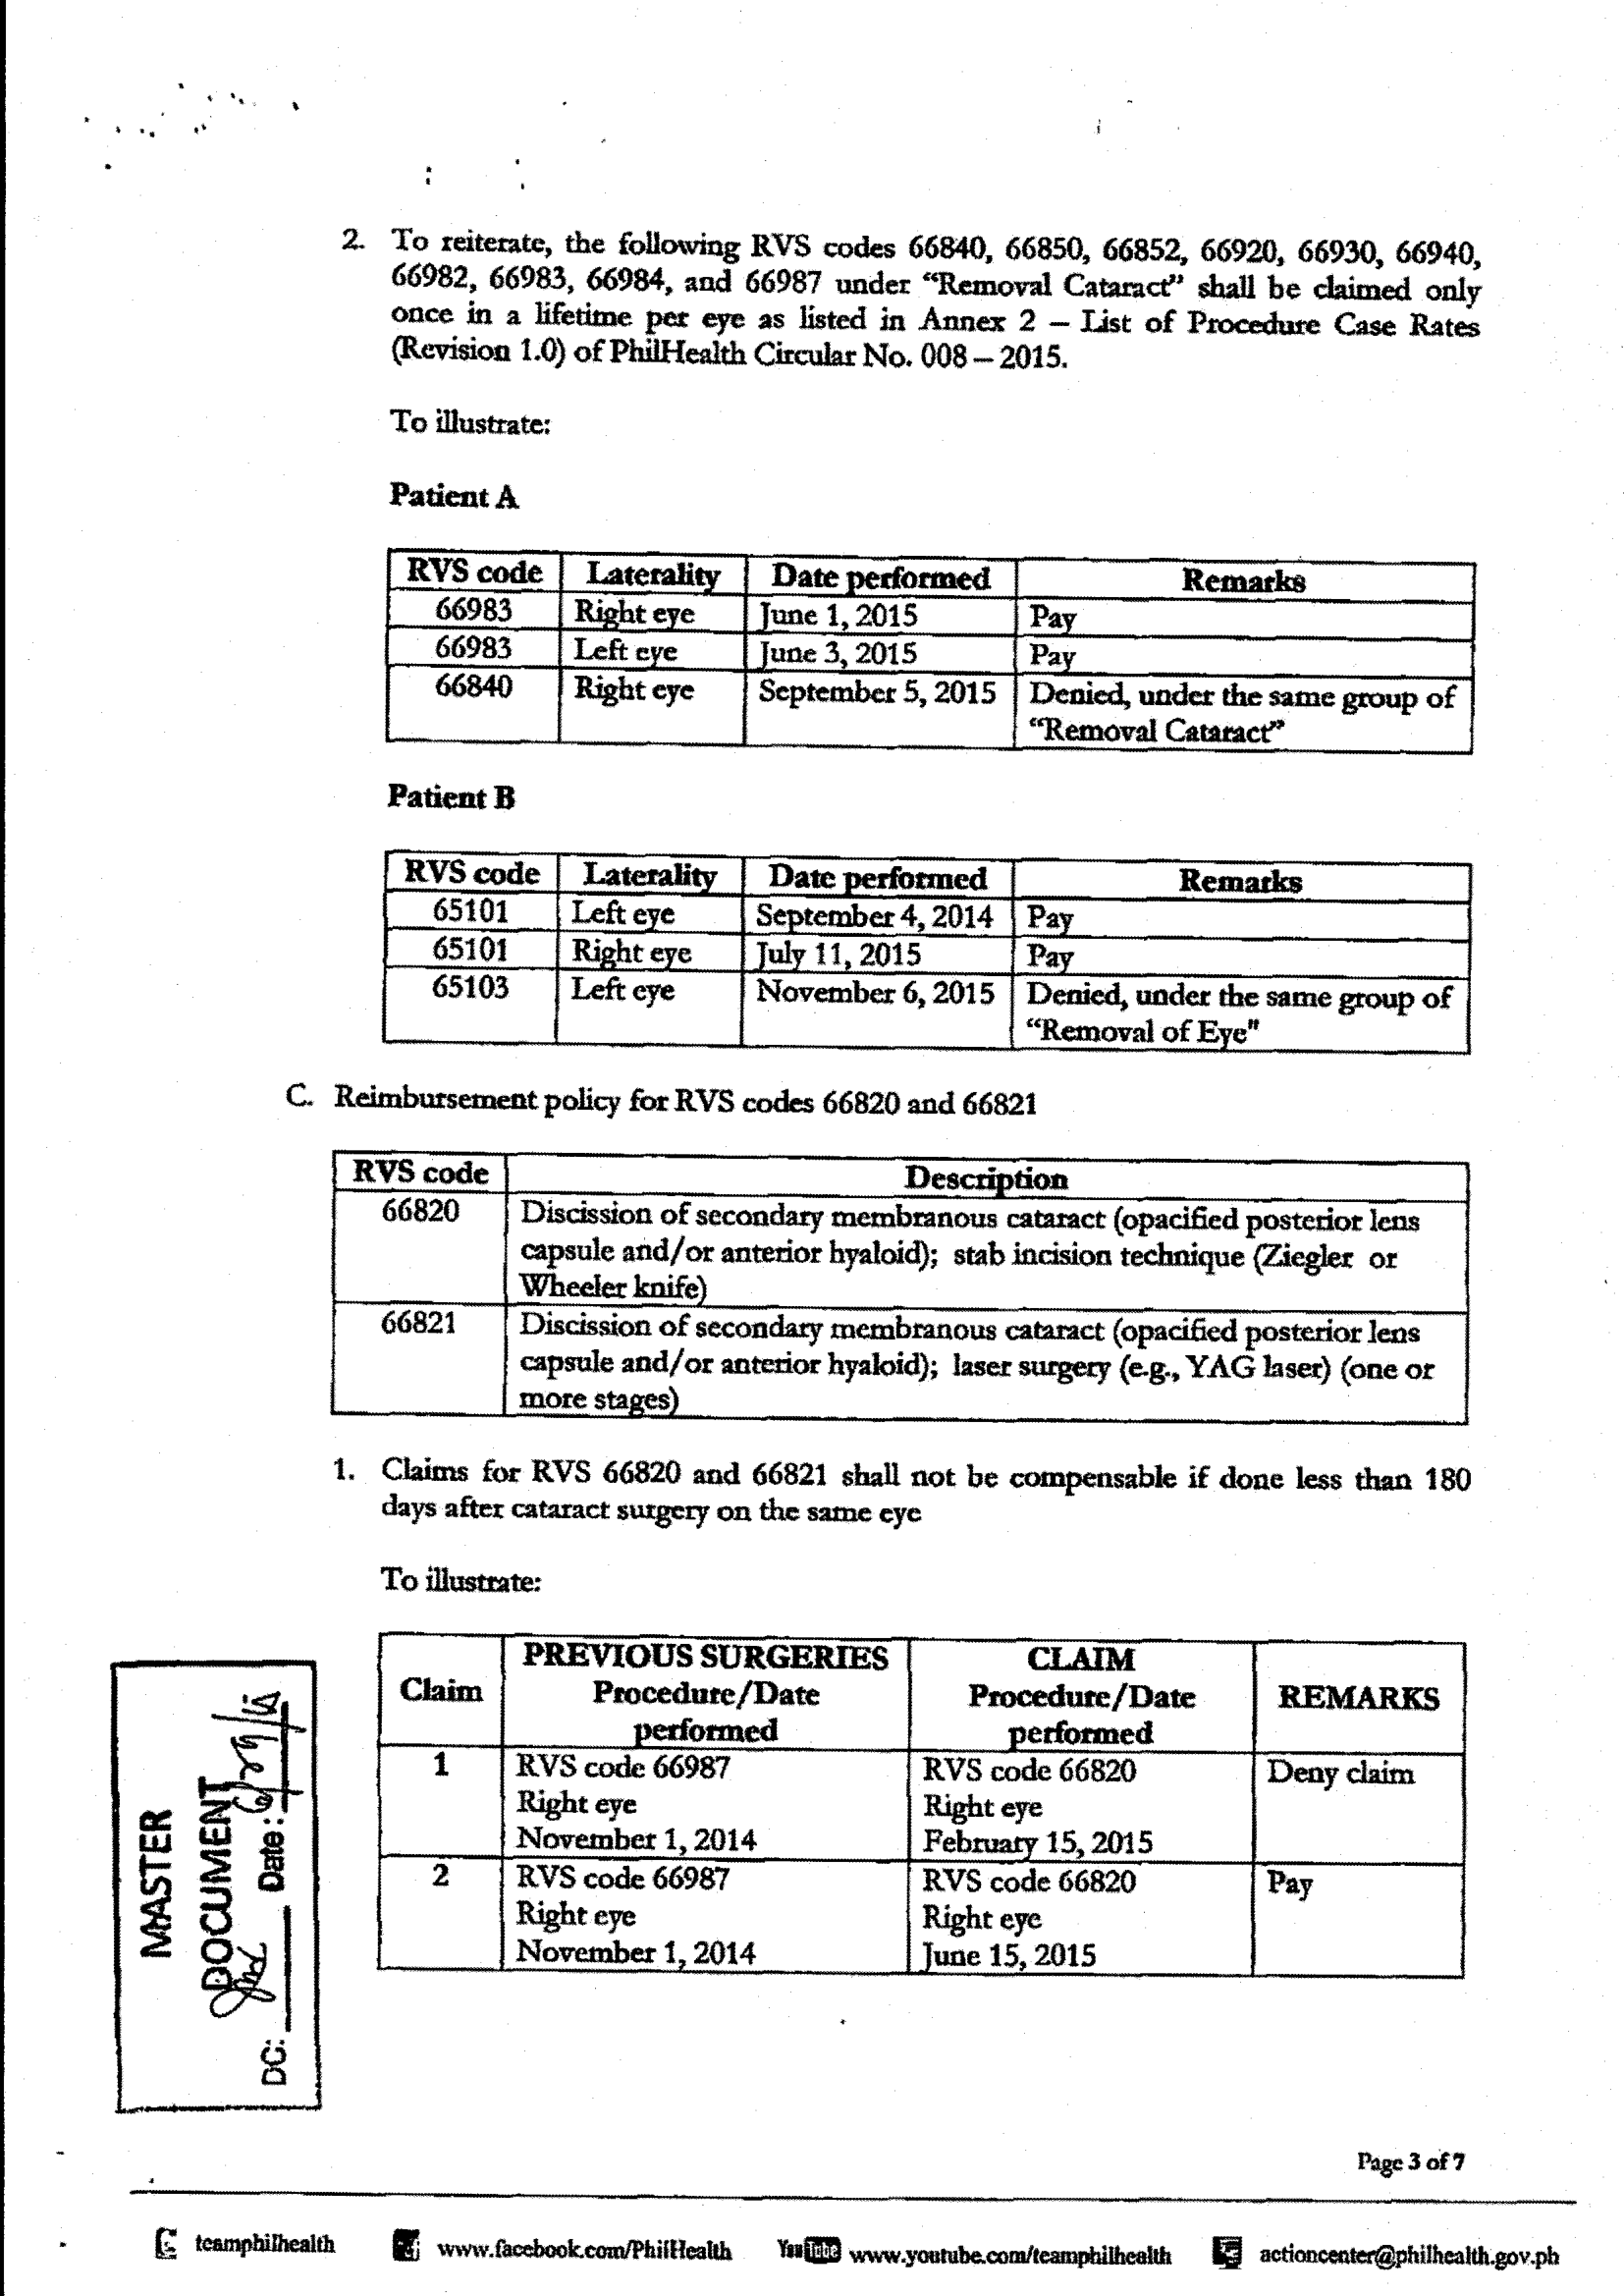 2. To reiterate, the following RVS codes 66840, 66850, 66852, 66920, 66930, 66940,
66982, 66983, 66984, and 66987 under “Removal Cataract” shall be claimed only
once in a lifetime per eye as listed in Annex 2 – List of Procedure Case Rates
(Revision 1.0) of PhilHealth Circular No. 008 – 2015.
To illustrate:
Patient A
RVS code Laterality Date performed Remarks
66983 Right eye June 1, 2015 Pay
66983 Left eye June 3, 2015 Pay
66840 Right eye September 5, 2015 Denied, under the same group of
“Removal Cataract”
Patient B
RVS code Laterality Date performed Remarks
65101 Left eye September 4, 2014 Pay
65101 Right eye July 11, 2015 Pay
65103 Left eye November 6, 2015 Denied, under the same group of
“Removal of Eye"
C. Reimbursement policy for RVS codes 66820 and 66821
RVS code Description
66820 Discission of secondary membranous cataract (opacified posterior lens
capsule and/or anterior hyaloid); stab incision technique (Ziegler or
Wheeler knife)
66821 Discission of secondary membranous cataract (opacified posterior lens
capsule and/or anterior hyaloid); laser surgery (e.g., YAG laser) (one or
more stages)
1. Claims for RVS 66820 and 66821 shall not be compensable if done less than 180
days after cataract surgery on the same eye
To illustrate:
Claim PREVIOUS SURGERIES Procedure/Date performed CLAIM Procedure/Date performed REMARKS
1 RVS code 66987 RVS code 66820 Deny claim
Right eye Right eye
November 1, 2014 February 15, 2015
2 RVS code 66987 RVS code 66820 Pay
Right eye Right eye
November 1, 2014 June 15, 2015
MASTER
DOCUMENT
DC: Date:
Page 3 of 7
teamphilhealth www.facebook.com/PhilHealth YouTube www.youtube.com/teamphilhealth actioncenter@philhealth.gov.ph